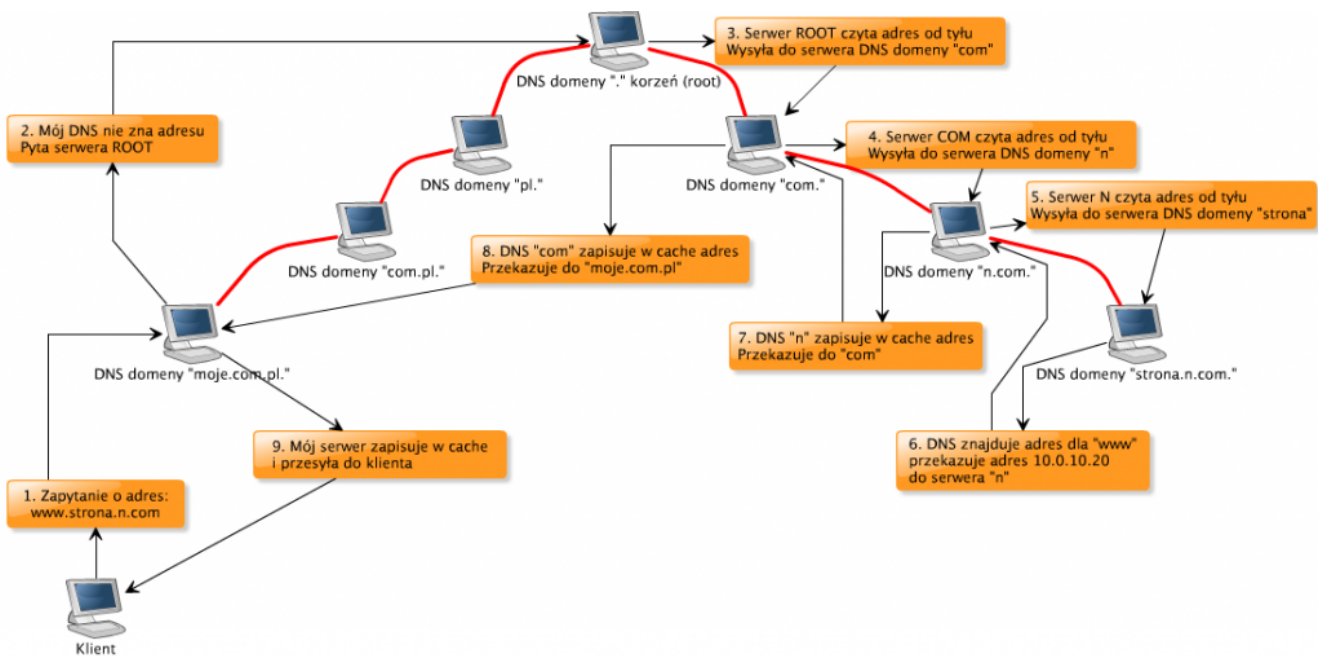 3. Serwer ROOT czyta adres od tyłu
Wysyła do serwera DNS domeny "com"
DNS domeny "." korzeń (root)
2. Mój DNS nie zna adresu
Pyta serwera ROOT
4. Serwer COM czyta adres od tyłu
Wysyła do serwera DNS domeny "n"
DNS domeny "pl."
DNS domeny "com."
5. Serwer N czyta adres od tyłu
Wysyła do serwera DNS domeny "strona"
8. DNS "com" zapisuje w cache adres
Przekazuje do "moje.com.pl"
DNS domeny "com.pl."
DNS domeny "n.com."
7. DNS "n" zapisuje w cache adres
Przekazuje do "com"
DNS domeny "moje.com.pl."
DNS domeny "strona.n.com."
9. Mój serwer zapisuje w cache
i przesyła do klienta
6. DNS znajduje adres dla "www"
przekazuje adres 10.0.10.20
do serwera "n"
1. Zapytanie o adres:
www.strona.n.com
Klient